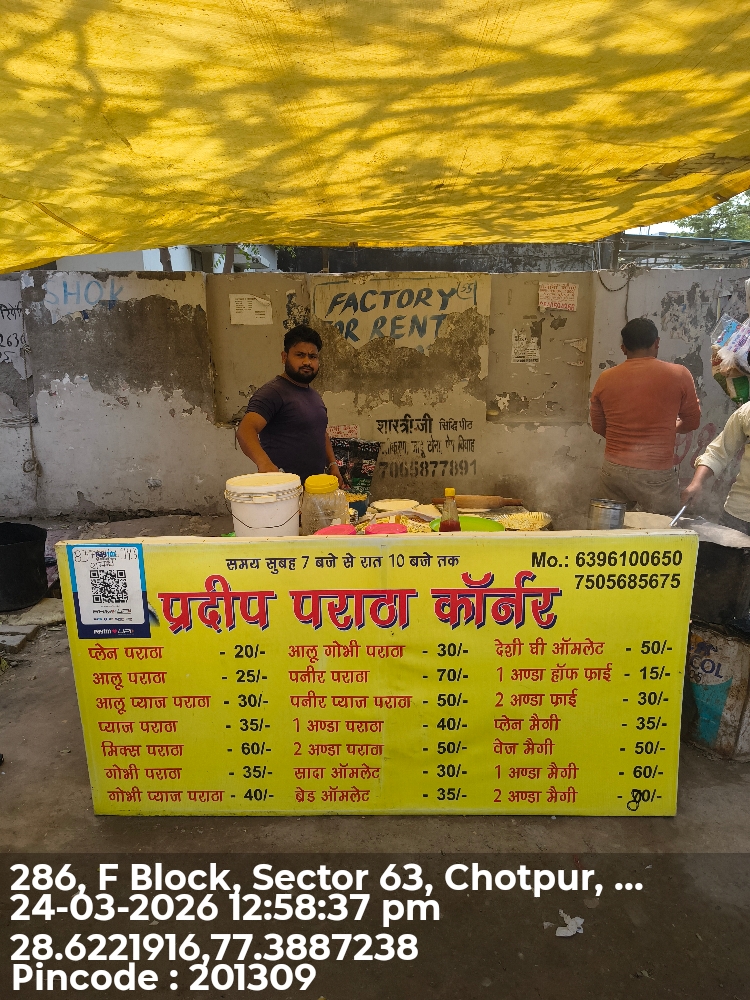 SHOK
FACTORY
OR RENT
शास्त्री.जी सिद्धि पीठ
7065877891
समय सुबह 7 बजे से रात 10 बजे तक
Mo.: 6396100650
7505685675
प्रदीप पराठा कॉर्नर
प्लेन पराठा - 20/-
आलू पराठा - 25/-
आलू प्याज पराठा - 30/-
प्याज पराठा - 35/-
मिक्स पराठा - 60/-
गोभी पराठा - 35/-
गोभी प्याज पराठा - 40/-
आलू गोभी पराठा - 30/-
पनीर पराठा - 70/-
पनीर प्याज पराठा - 50/-
1 अण्डा पराठा - 40/-
2 अण्डा पराठा - 50/-
सादा ऑमलेट - 30/-
ब्रेड ऑमलेट - 35/-
देशी घी ऑमलेट - 50/-
1 अण्डा हॉफ फ्राई - 15/-
2 अण्डा फ्राई - 30/-
प्लेन मैगी - 35/-
वेज मैगी - 50/-
1 अण्डा मैगी - 60/-
2 अण्डा मैगी
paytm UPI
286, F Block, Sector 63, Chotpur, ...
24-03-2026 12:58:37 pm
28.6221916,77.3887238
Pincode : 201309